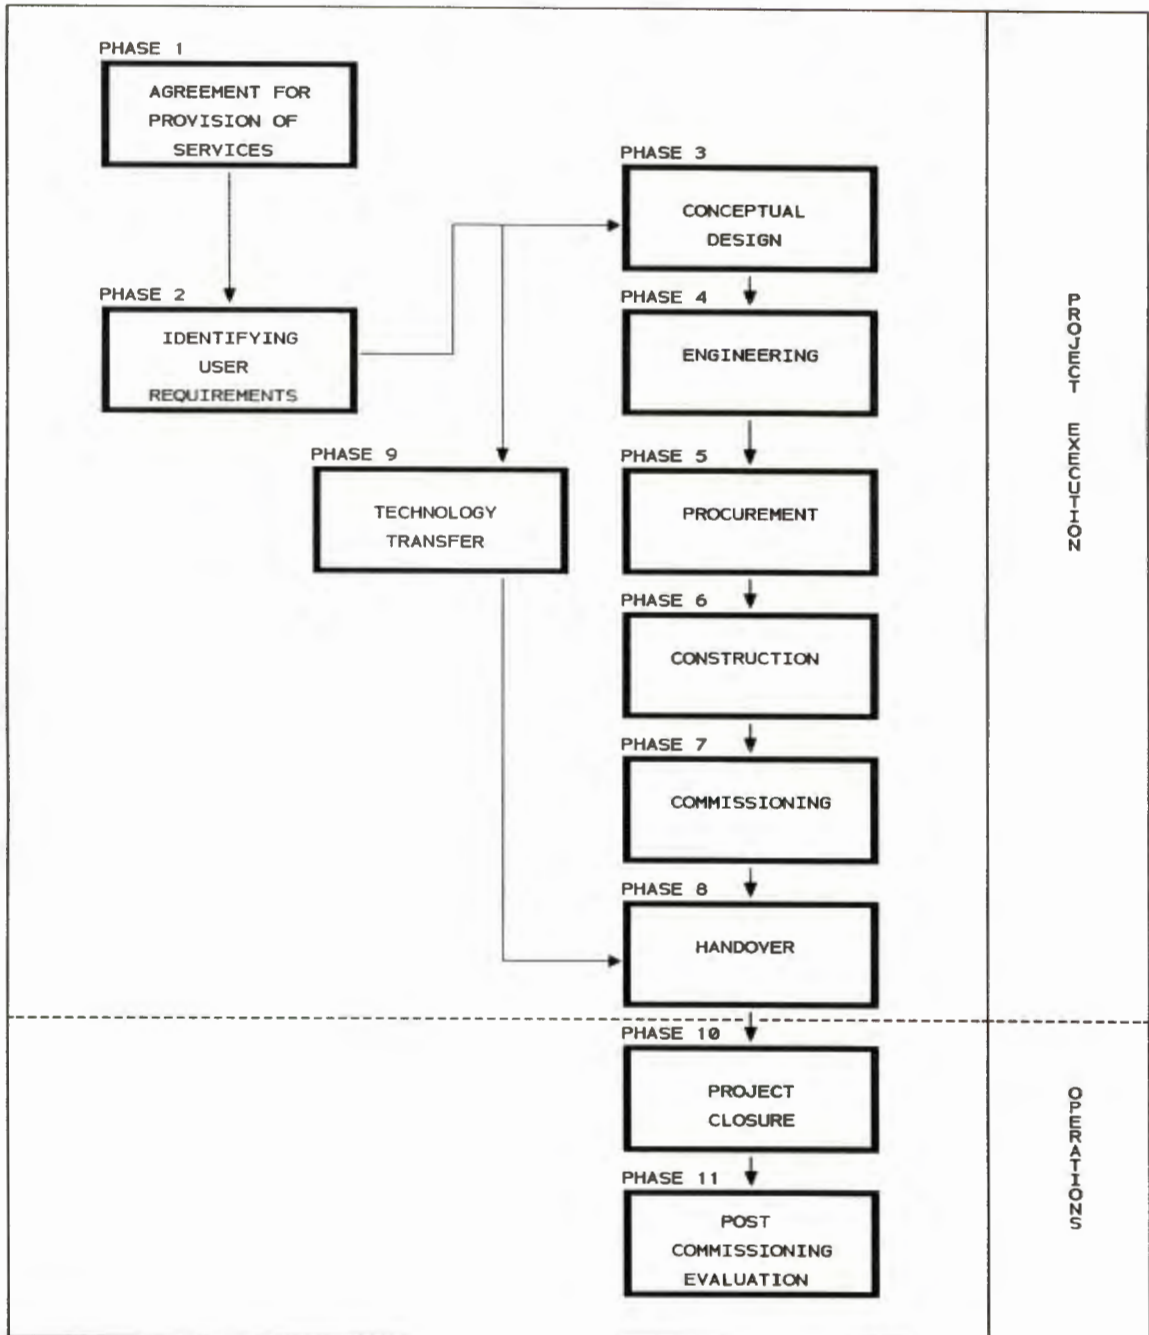 PHASE 1
AGREEMENT FOR
PROVISION OF
SERVICES
PHASE 2
IDENTIFYING
USER
REQUIREMENTS
PHASE 3
CONCEPTUAL
DESIGN
PHASE 4
ENGINEERING
PHASE 9
TECHNOLOGY
TRANSFER
PHASE 5
PROCUREMENT
PHASE 6
CONSTRUCTION
PHASE 7
COMMISSIONING
PHASE 8
HANDOVER
PROJECT EXECUTION
PHASE 10
PROJECT
CLOSURE
PHASE 11
POST
COMMISSIONING
EVALUATION
OPERATIONS